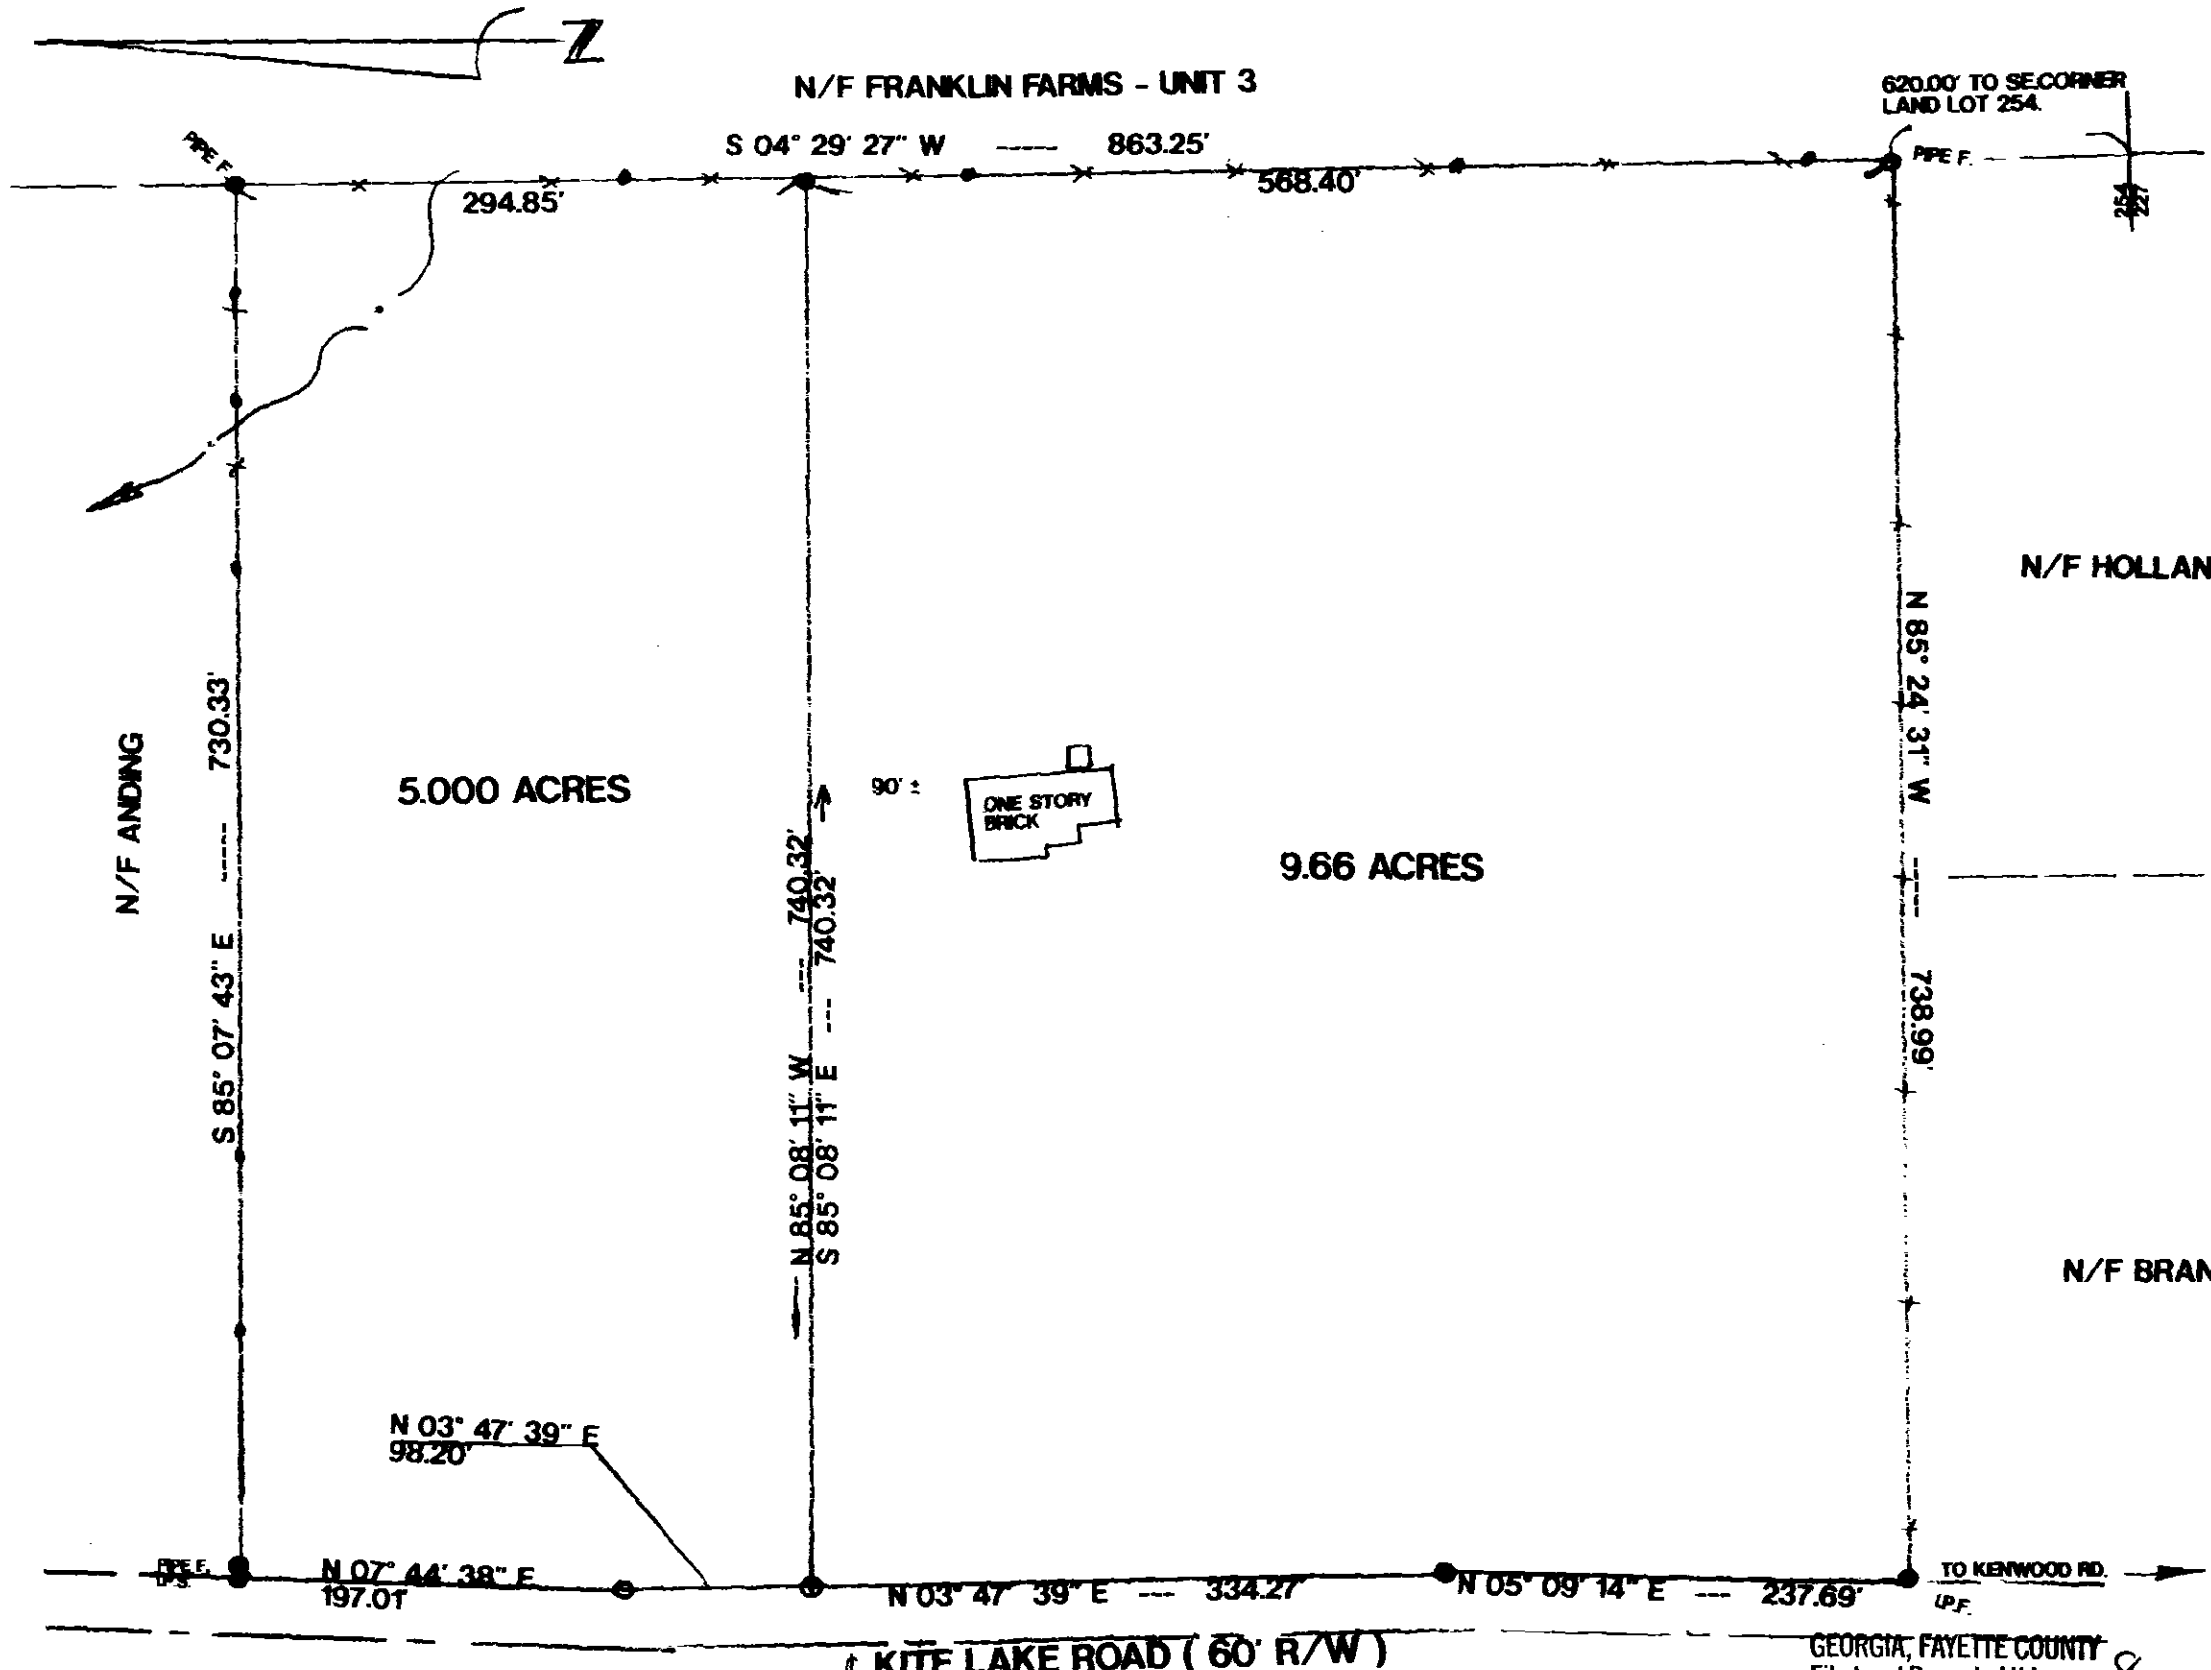 N
N/F FRANKLIN FARMS - UNIT 3
620.00' TO SE.CORNER
LAND LOT 254.
S 04° 29' 27" W ---- 863.25'
PIPE F.
PIPE F.
294.85'
568.40'
254
227
N/F HOLLAN
N 85° 24' 31" W ---- 738.99'
N/F ANDING
S 85° 07' 43" E ---- 730.33'
5.000 ACRES
90' ±
ONE STORY
BRICK
9.66 ACRES
N 85° 08' 11" W --- 740.32'
S 85° 08' 11" E --- 740.32'
N/F BRAN
N 03° 47' 39" E
98.20'
PIPE F.
N 07° 44' 38" E
197.01'
N 03° 47' 39" E --- 334.27'
N 05° 09' 14" E --- 237.69'
TO KENWOOD RD.
I.P.F.
KITE LAKE ROAD ( 60' R/W )
GEORGIA, FAYETTE COUNTY